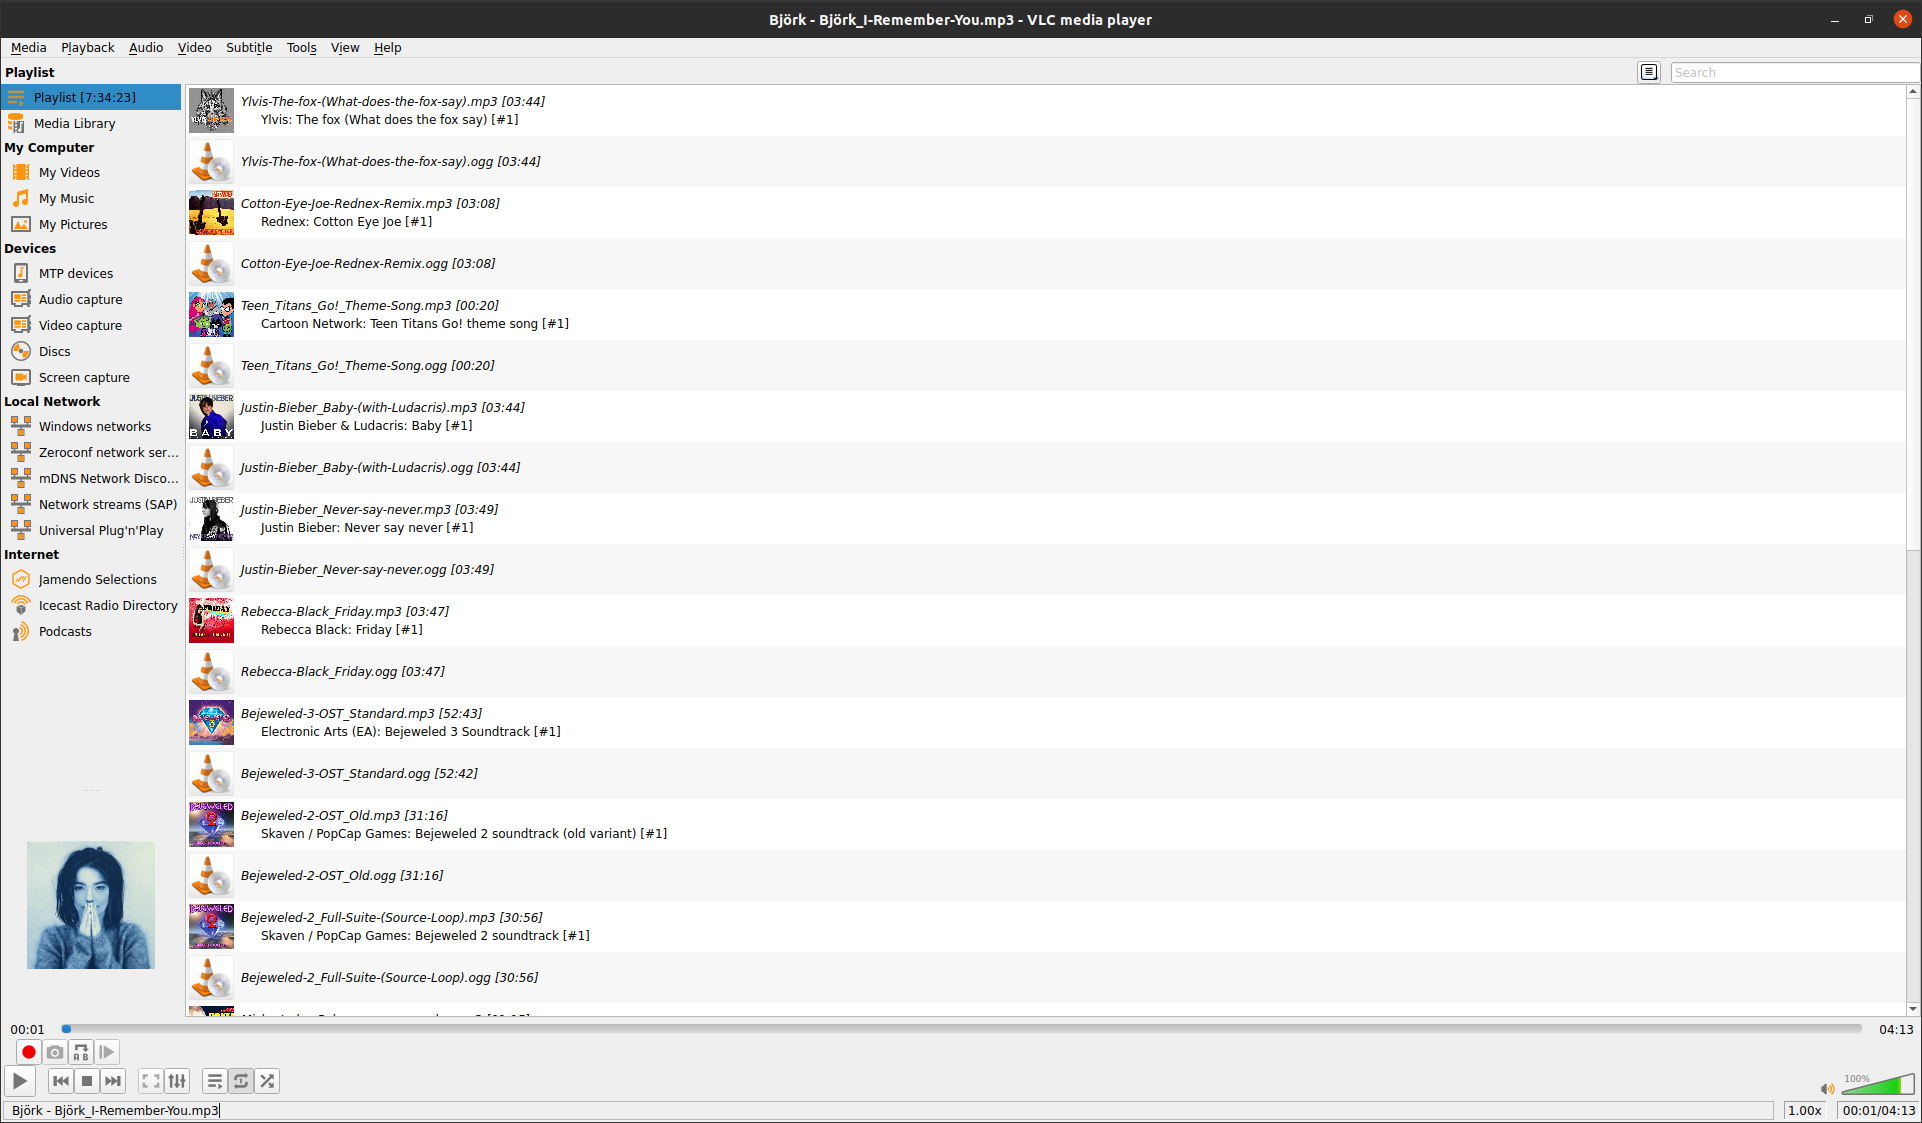 Björk - Björk_I-Remember-You.mp3 - VLC media player
Media Playback Audio Video Subtitle Tools View Help
Playlist
Search
Playlist [7:34:23]
Media Library
My Computer
My Videos
My Music
My Pictures
Devices
MTP devices
Audio capture
Video capture
Discs
Screen capture
Local Network
Windows networks
Zeroconf network ser...
mDNS Network Disco...
Network streams (SAP)
Universal Plug'n'Play
Internet
Jamendo Selections
Icecast Radio Directory
Podcasts
Ylvis-The-fox-(What-does-the-fox-say).mp3 [03:44]
Ylvis: The fox (What does the fox say) [#1]
Ylvis-The-fox-(What-does-the-fox-say).ogg [03:44]
Cotton-Eye-Joe-Rednex-Remix.mp3 [03:08]
Rednex: Cotton Eye Joe [#1]
Cotton-Eye-Joe-Rednex-Remix.ogg [03:08]
Teen_Titans_Go!_Theme-Song.mp3 [00:20]
Cartoon Network: Teen Titans Go! theme song [#1]
Teen_Titans_Go!_Theme-Song.ogg [00:20]
JUSTIN BIEBER
BABY
Justin-Bieber_Baby-(with-Ludacris).mp3 [03:44]
Justin Bieber & Ludacris: Baby [#1]
Justin-Bieber_Baby-(with-Ludacris).ogg [03:44]
JUSTIN BIEBER
Justin-Bieber_Never-say-never.mp3 [03:49]
Justin Bieber: Never say never [#1]
Justin-Bieber_Never-say-never.ogg [03:49]
FRIDAY
Rebecca-Black_Friday.mp3 [03:47]
Rebecca Black: Friday [#1]
Rebecca-Black_Friday.ogg [03:47]
Bejeweled-3-OST_Standard.mp3 [52:43]
Electronic Arts (EA): Bejeweled 3 Soundtrack [#1]
Bejeweled-3-OST_Standard.ogg [52:42]
BEJEWELED
2
Bejeweled-2-OST_Old.mp3 [31:16]
Skaven / PopCap Games: Bejeweled 2 soundtrack (old variant) [#1]
Bejeweled-2-OST_Old.ogg [31:16]
BEJEWELED
2
Bejeweled-2_Full-Suite-(Source-Loop).mp3 [30:56]
Skaven / PopCap Games: Bejeweled 2 soundtrack [#1]
Bejeweled-2_Full-Suite-(Source-Loop).ogg [30:56]
00:01
04:13
A B
100%
Björk - Björk_I-Remember-You.mp3
1.00x
00:01/04:13